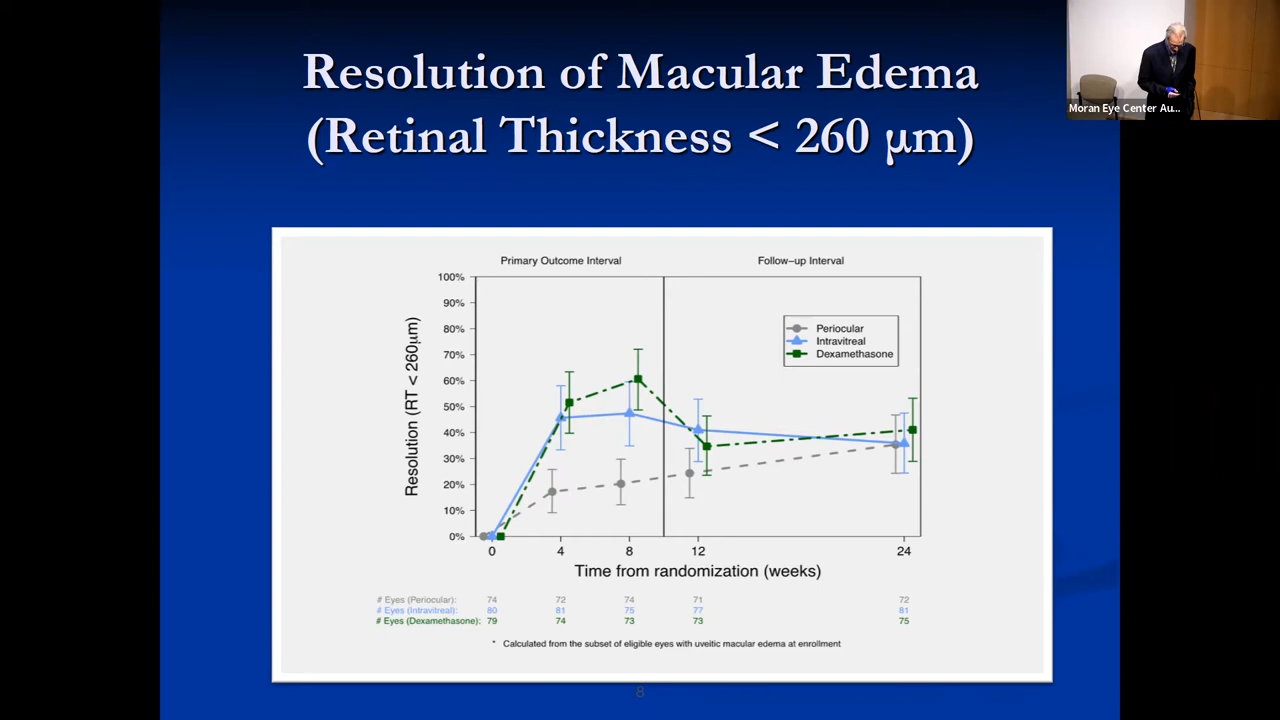 Resolution of Macular Edema
(Retinal Thickness < 260 µm)
Moran Eye Center Au...
Primary Outcome Interval
Follow−up Interval
100%
90%
80%
70%
60%
50%
40%
30%
20%
10%
0%
Resolution (RT < 260µm)
Periocular
Intravitreal
Dexamethasone
0 4 8 12 24
Time from randomization (weeks)
# Eyes (Periocular): 74 72 74 71 72
# Eyes (Intravitreal): 80 81 75 77 81
# Eyes (Dexamethasone): 79 74 73 73 75
* Calculated from the subset of eligible eyes with uveitic macular edema at enrollment
8